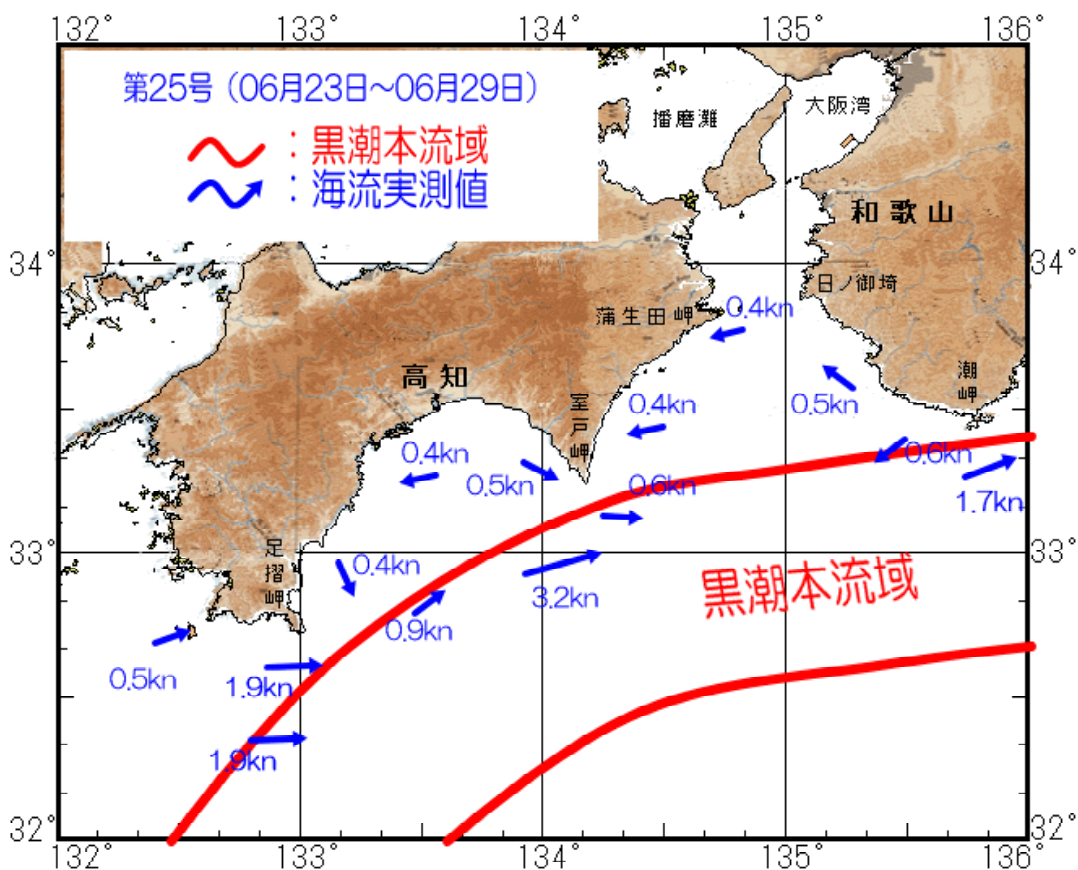 132° 133° 134° 135° 136°
第25号（06月23日～06月29日）
：黒潮本流域
：海流実測値
播磨灘
大阪湾
和歌山
34° 34°
日ノ御埼
蒲生田岬
0.4kn
高知
室戸岬
潮岬
0.4kn
0.5kn
0.4kn
0.5kn
0.6kn
0.6kn
1.7kn
33° 33°
足摺岬
0.4kn
3.2kn
黒潮本流域
0.9kn
0.5kn
1.9kn
1.9kn
32° 32°
132° 133° 134° 135° 136°